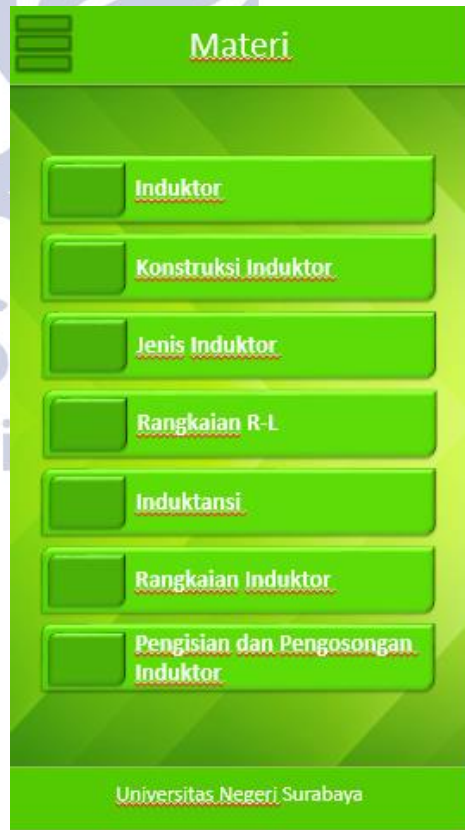 Materi
Induktor
Konstruksi Induktor
Jenis Induktor
Rangkaian R-L
Induktansi
Rangkaian Induktor
Pengisian dan Pengosongan
Induktor
Universitas Negeri Surabaya